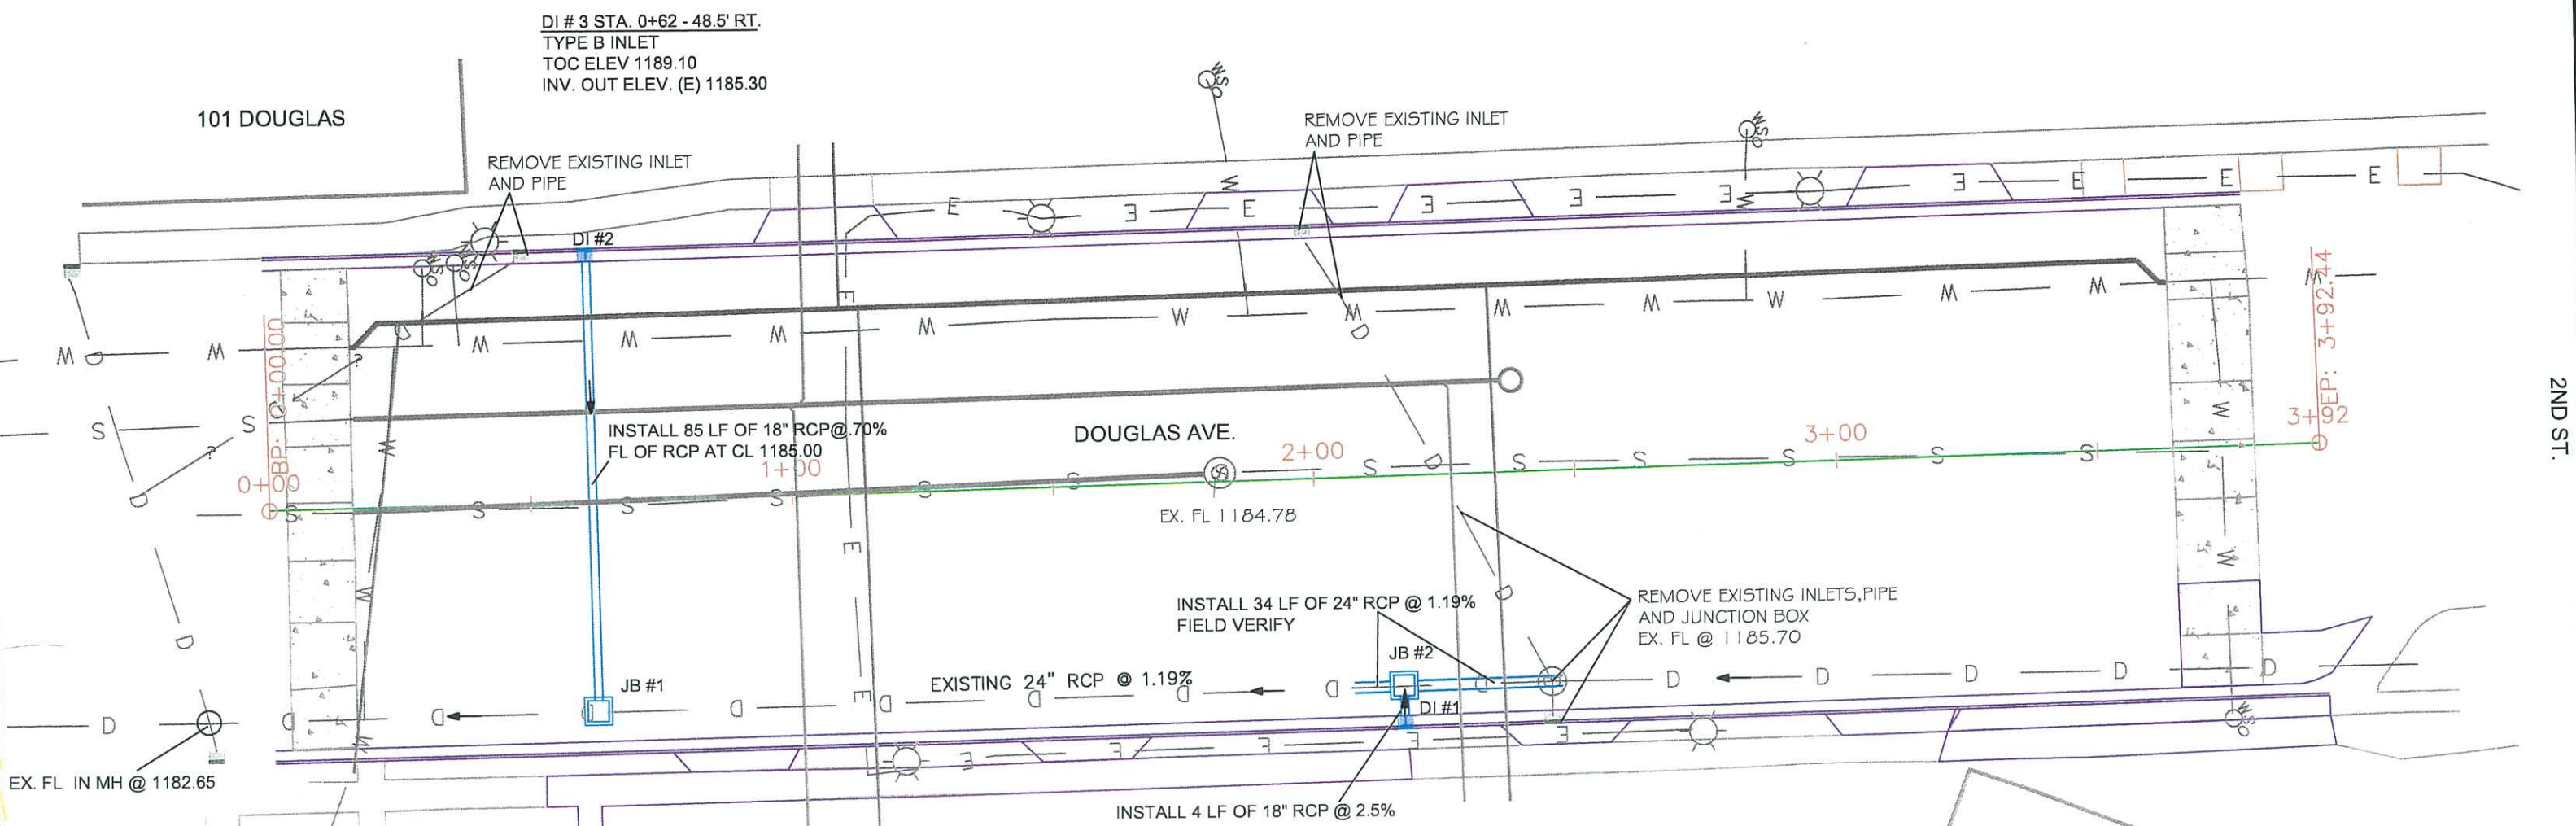 DI # 3 STA. 0+62 - 48.5' RT.
TYPE B INLET
TOC ELEV 1189.10
INV. OUT ELEV. (E) 1185.30
101 DOUGLAS
REMOVE EXISTING INLET
AND PIPE
REMOVE EXISTING INLET
AND PIPE
WSO
WSO
WSO
WSO
DI #2
E E E E E E E E E E
W W W W W W W W W W W W
BP: 0+00.00
EP: 3+92.44
3+92
2ND ST.
INSTALL 85 LF OF 18" RCP@.70%
FL OF RCP AT CL 1185.00
DOUGLAS AVE.
0+00
1+00
2+00
3+00
S S S S S S S S S S S S
EX. FL 1184.78
INSTALL 34 LF OF 24" RCP @ 1.19%
FIELD VERIFY
REMOVE EXISTING INLETS,PIPE
AND JUNCTION BOX
EX. FL @ 1185.70
JB #2
JB #1
EXISTING 24" RCP @ 1.19%
D D D D D D D D D D D D
DI #1
E E E E E
WSO
EX. FL IN MH @ 1182.65
INSTALL 4 LF OF 18" RCP @ 2.5%